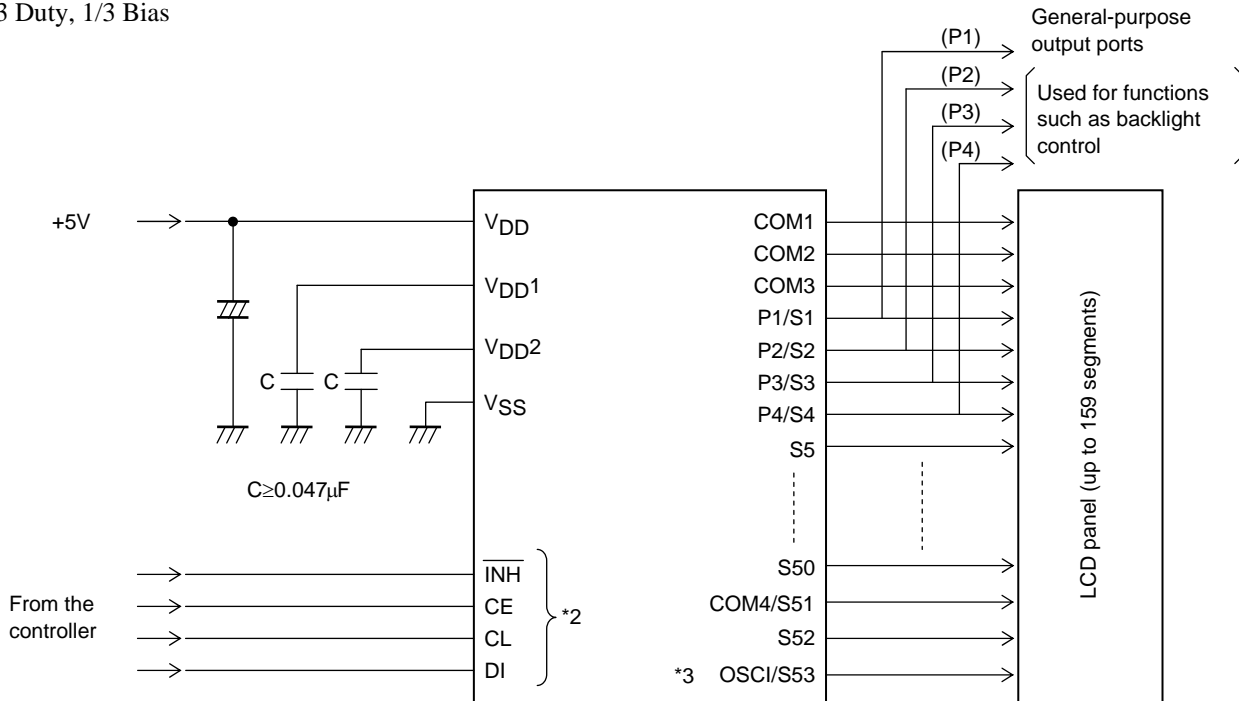 3 Duty, 1/3 Bias
General-purpose
output ports
(P1)
(P2)
(P3)
(P4)
Used for functions
such as backlight
control
+5V
VDD
VDD1
VDD2
VSS
C
C
C≥0.047μF
COM1
COM2
COM3
P1/S1
P2/S2
P3/S3
P4/S4
S5
S50
COM4/S51
S52
*3 OSCI/S53
LCD panel (up to 159 segments)
From the
controller
INH
CE
CL
DI
*2